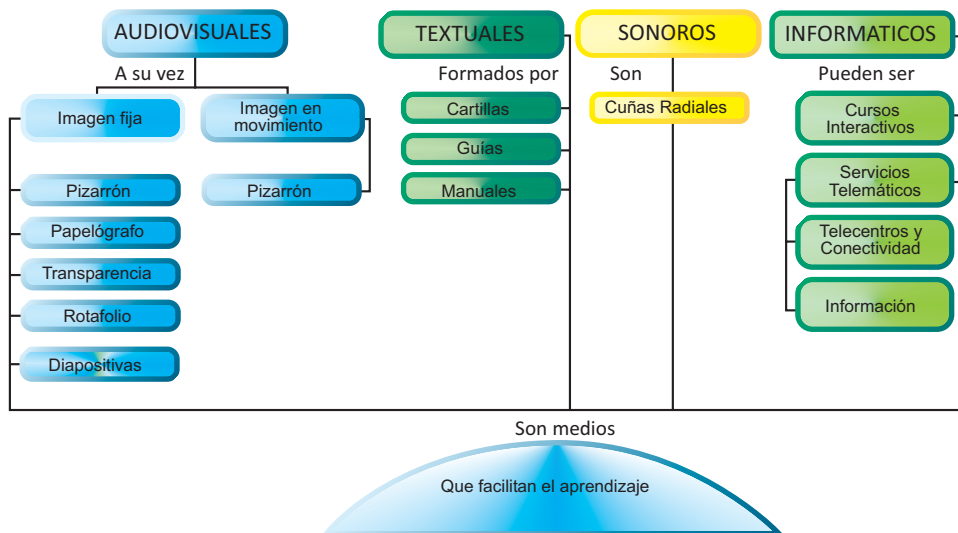 AUDIOVISUALES
A su vez
Imagen fija
Imagen en
movimiento
Pizarrón
Papelógrafo
Transparencia
Rotafolio
Diapositivas
Pizarrón
TEXTUALES
Formados por
Cartillas
Guías
Manuales
SONOROS
Son
Cuñas Radiales
INFORMATICOS
Pueden ser
Cursos
Interactivos
Servicios
Telemáticos
Telecentros y
Conectividad
Información
Son medios
Que facilitan el aprendizaje